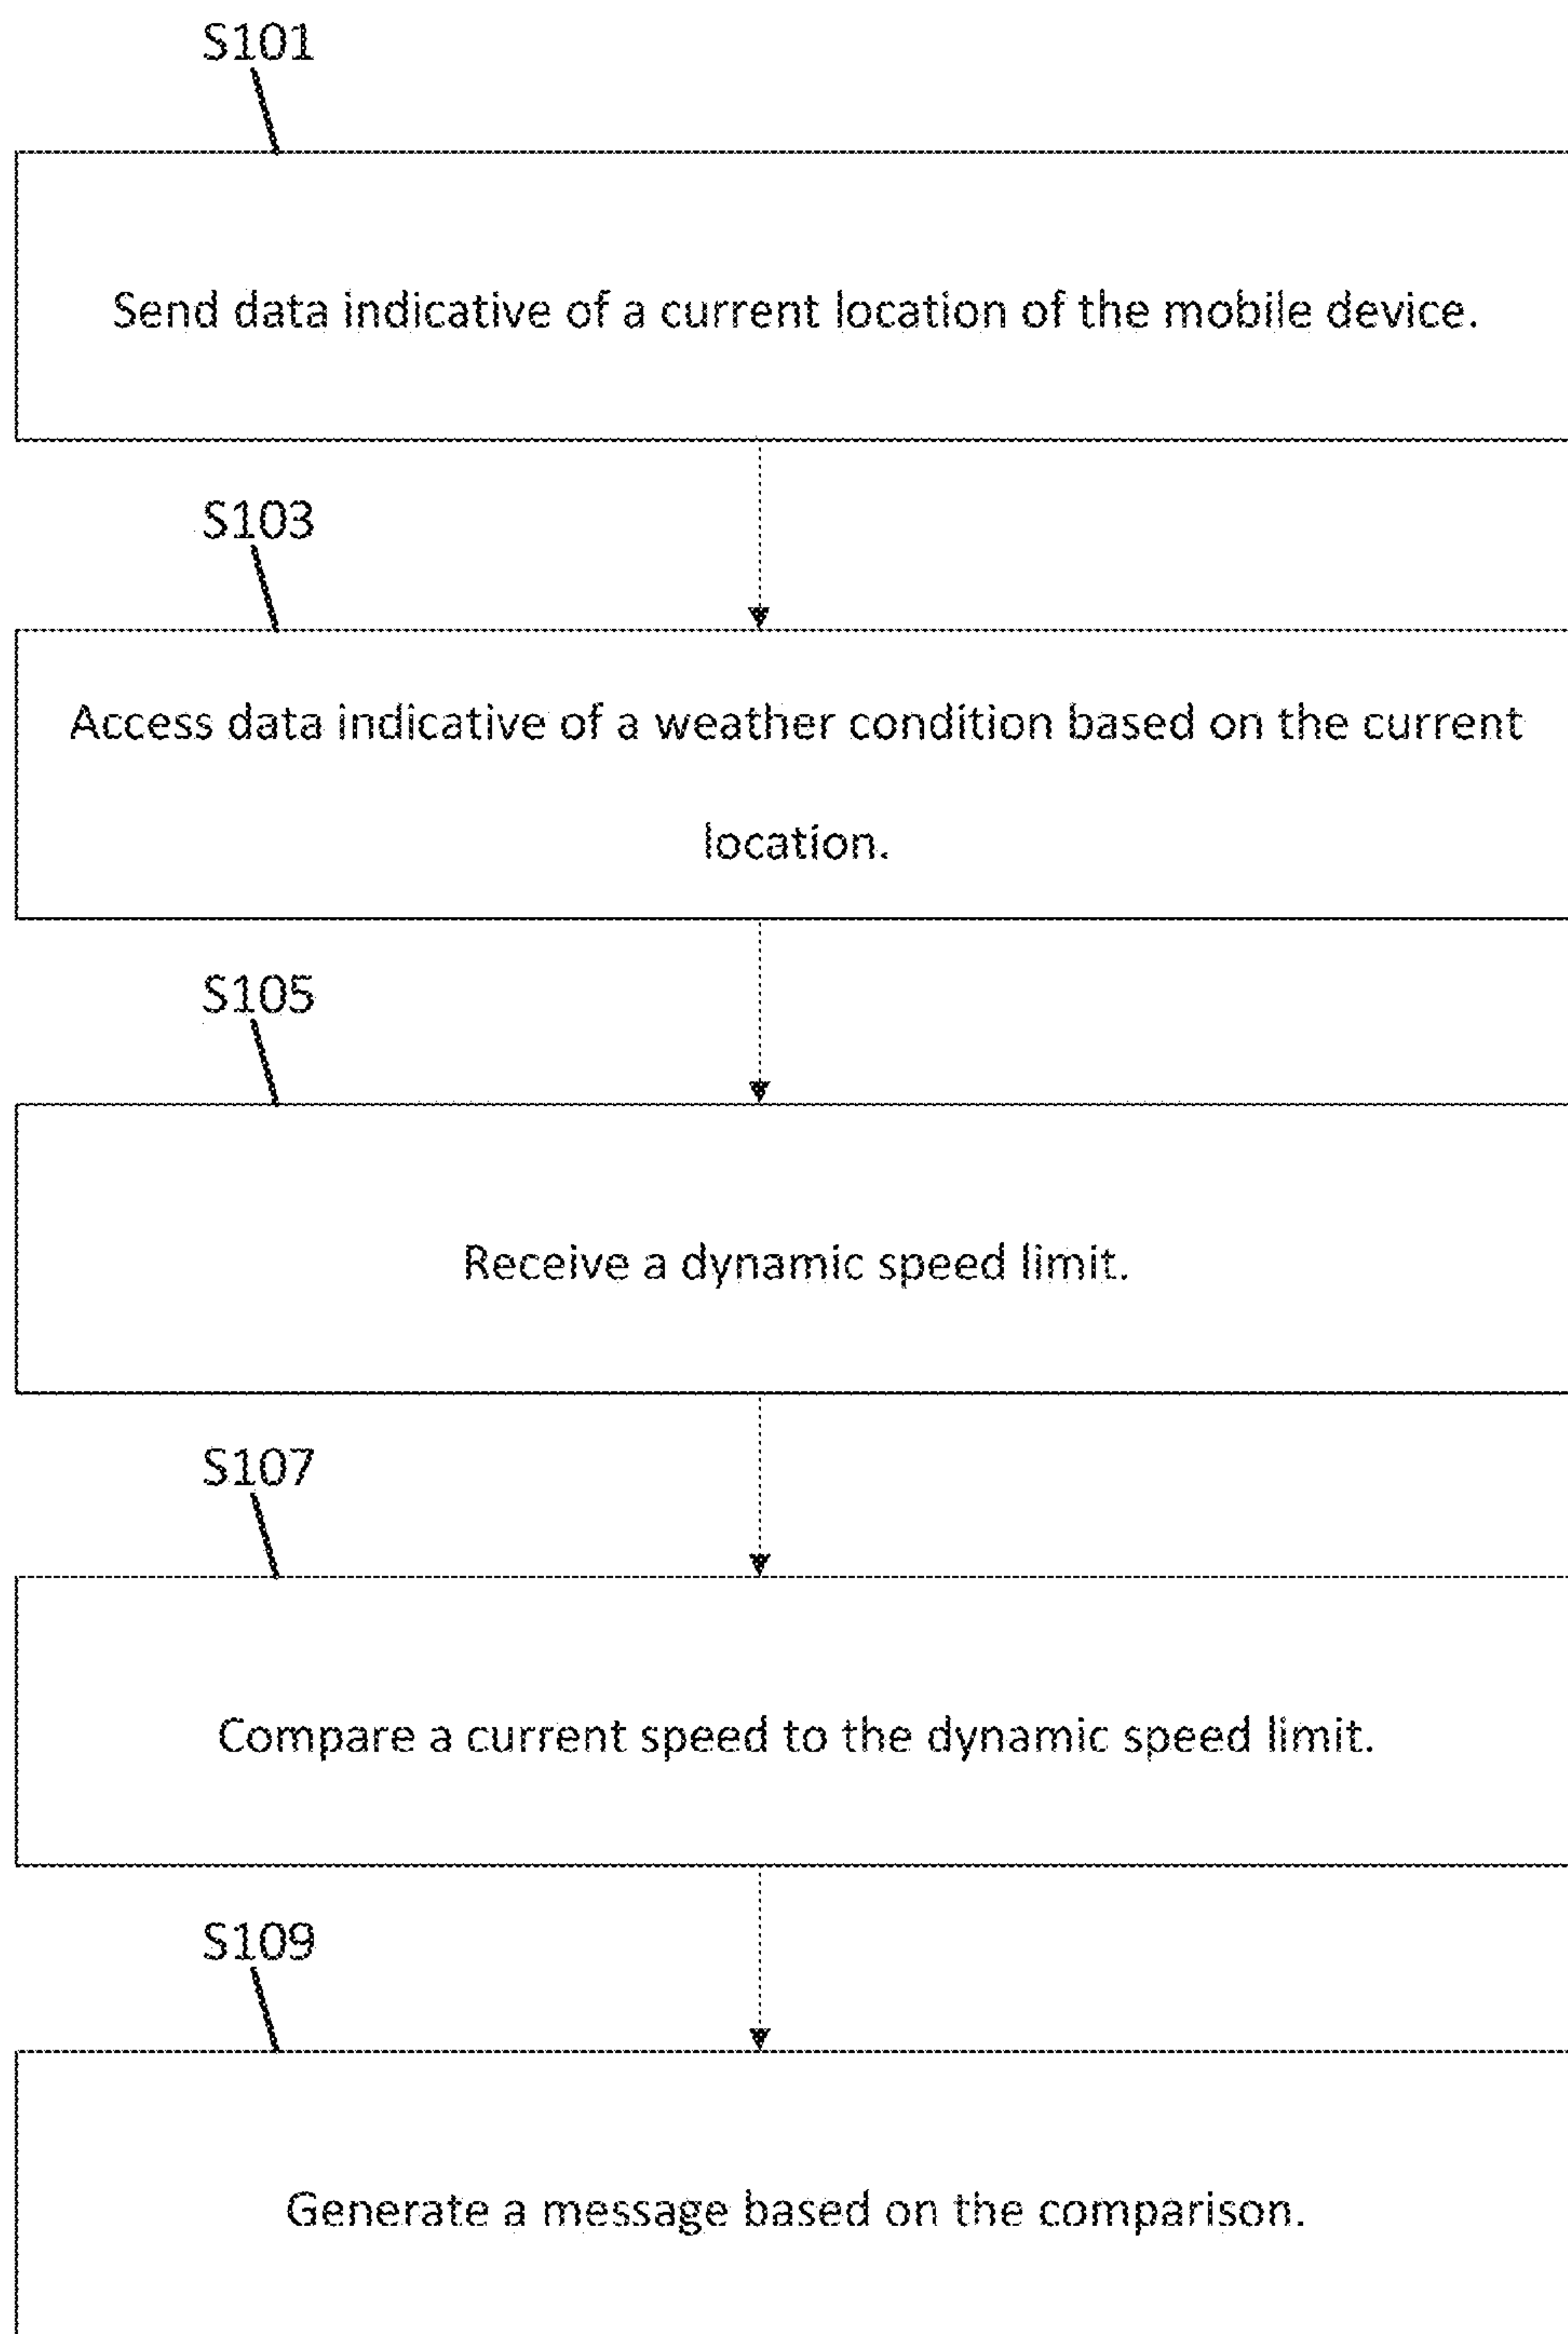 S101
Send data indicative of a current location of the mobile device.
S103
Access data indicative of a weather condition based on the current
location.
S105
Receive a dynamic speed limit.
S107
Compare a current speed to the dynamic speed limit.
S109
Generate a message based on the comparison.